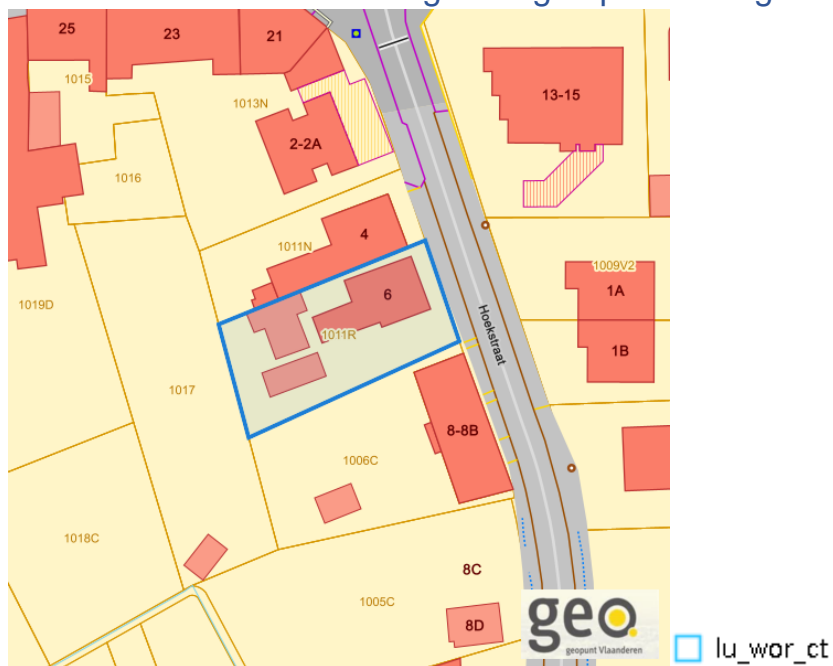 25
23
21
1015
1013N
13-15
2-2A
1016
4
1011N
1009V2
1019D
6
1A
Hoekstraat
1011R
1B
1017
8-8B
1006C
1018C
8C
1005C
8D
geo.
geopunt Vlaanderen
lu_wor_ct